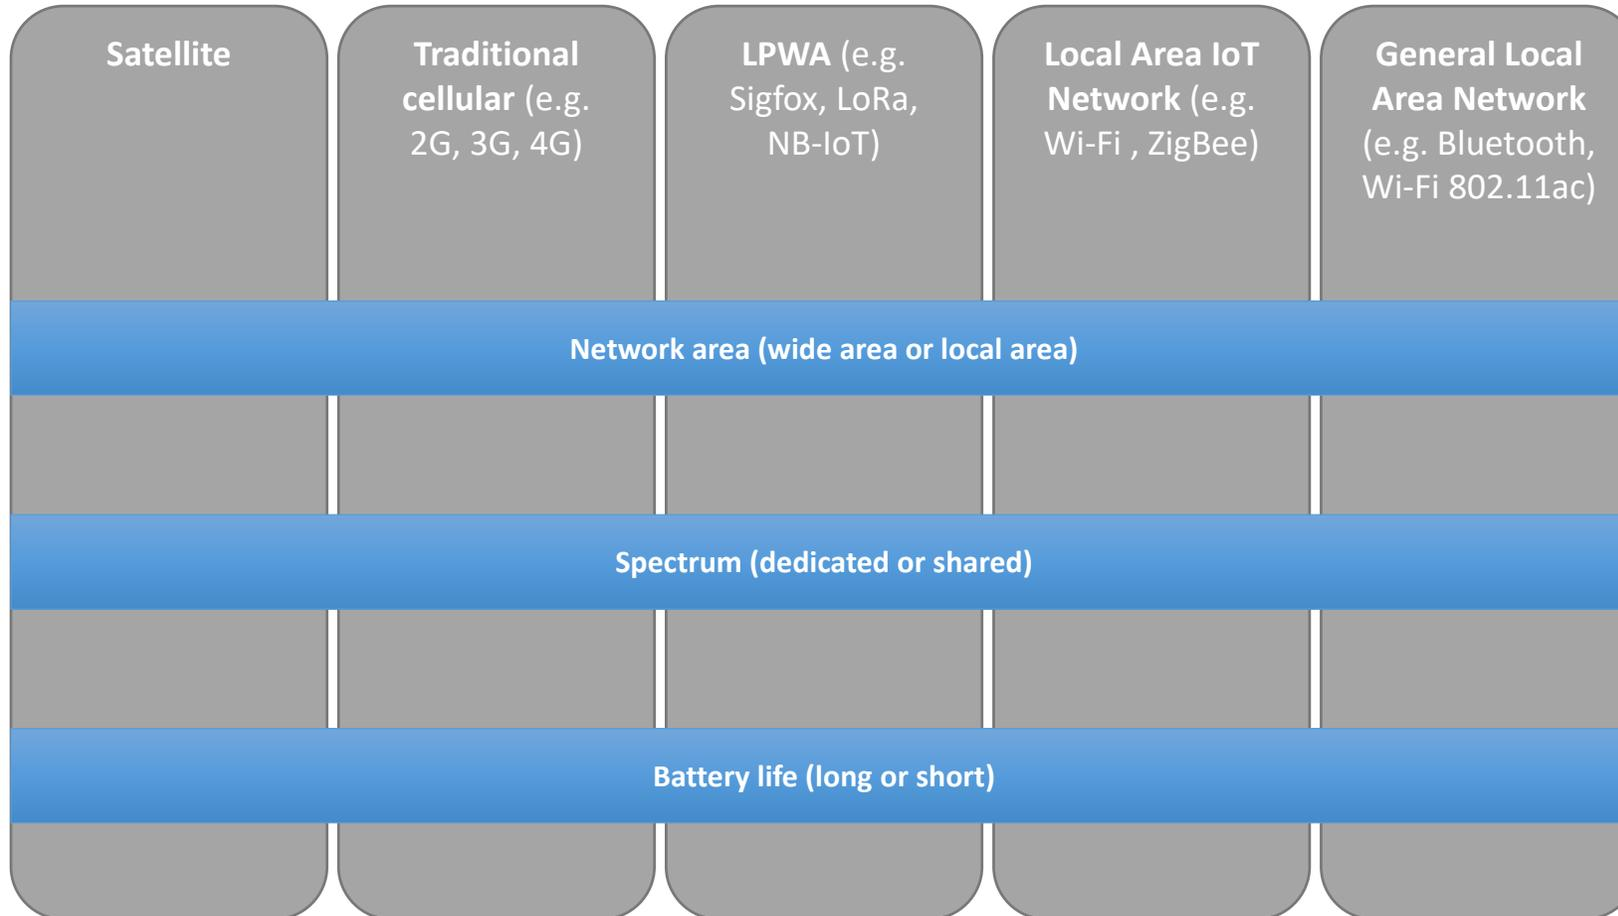 Satellite
Traditional
cellular (e.g.
2G, 3G, 4G)
LPWA (e.g.
Sigfox, LoRa,
NB-IoT)
Local Area IoT
Network (e.g.
Wi-Fi , ZigBee)
General Local
Area Network
(e.g. Bluetooth,
Wi-Fi 802.11ac)
Network area (wide area or local area)
Spectrum (dedicated or shared)
Battery life (long or short)